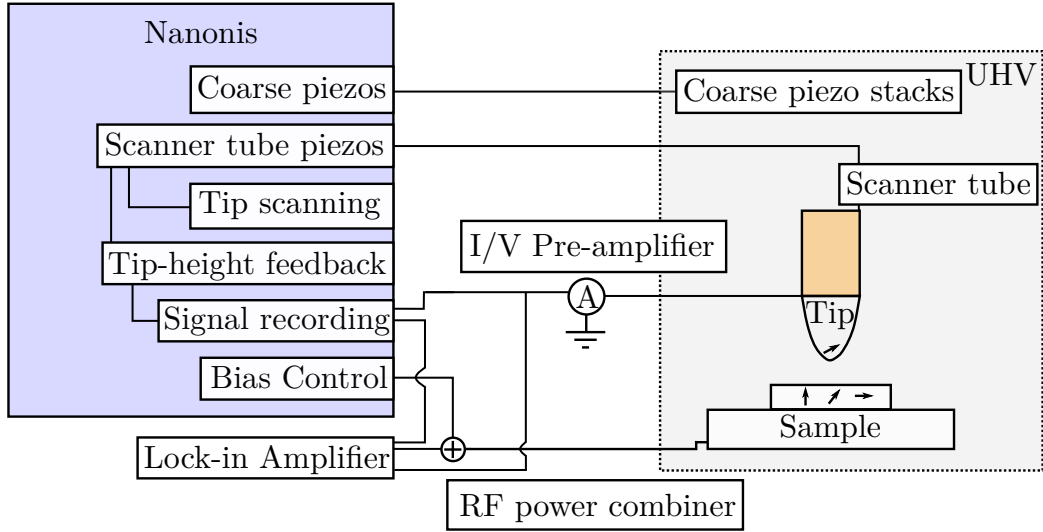 Nanonis
UHV
Coarse piezos
Coarse piezo stacks
Scanner tube piezos
Scanner tube
Tip scanning
I/V Pre-amplifier
Tip-height feedback
A
Tip
Signal recording
Bias Control
Sample
Lock-in Amplifier
+
RF power combiner